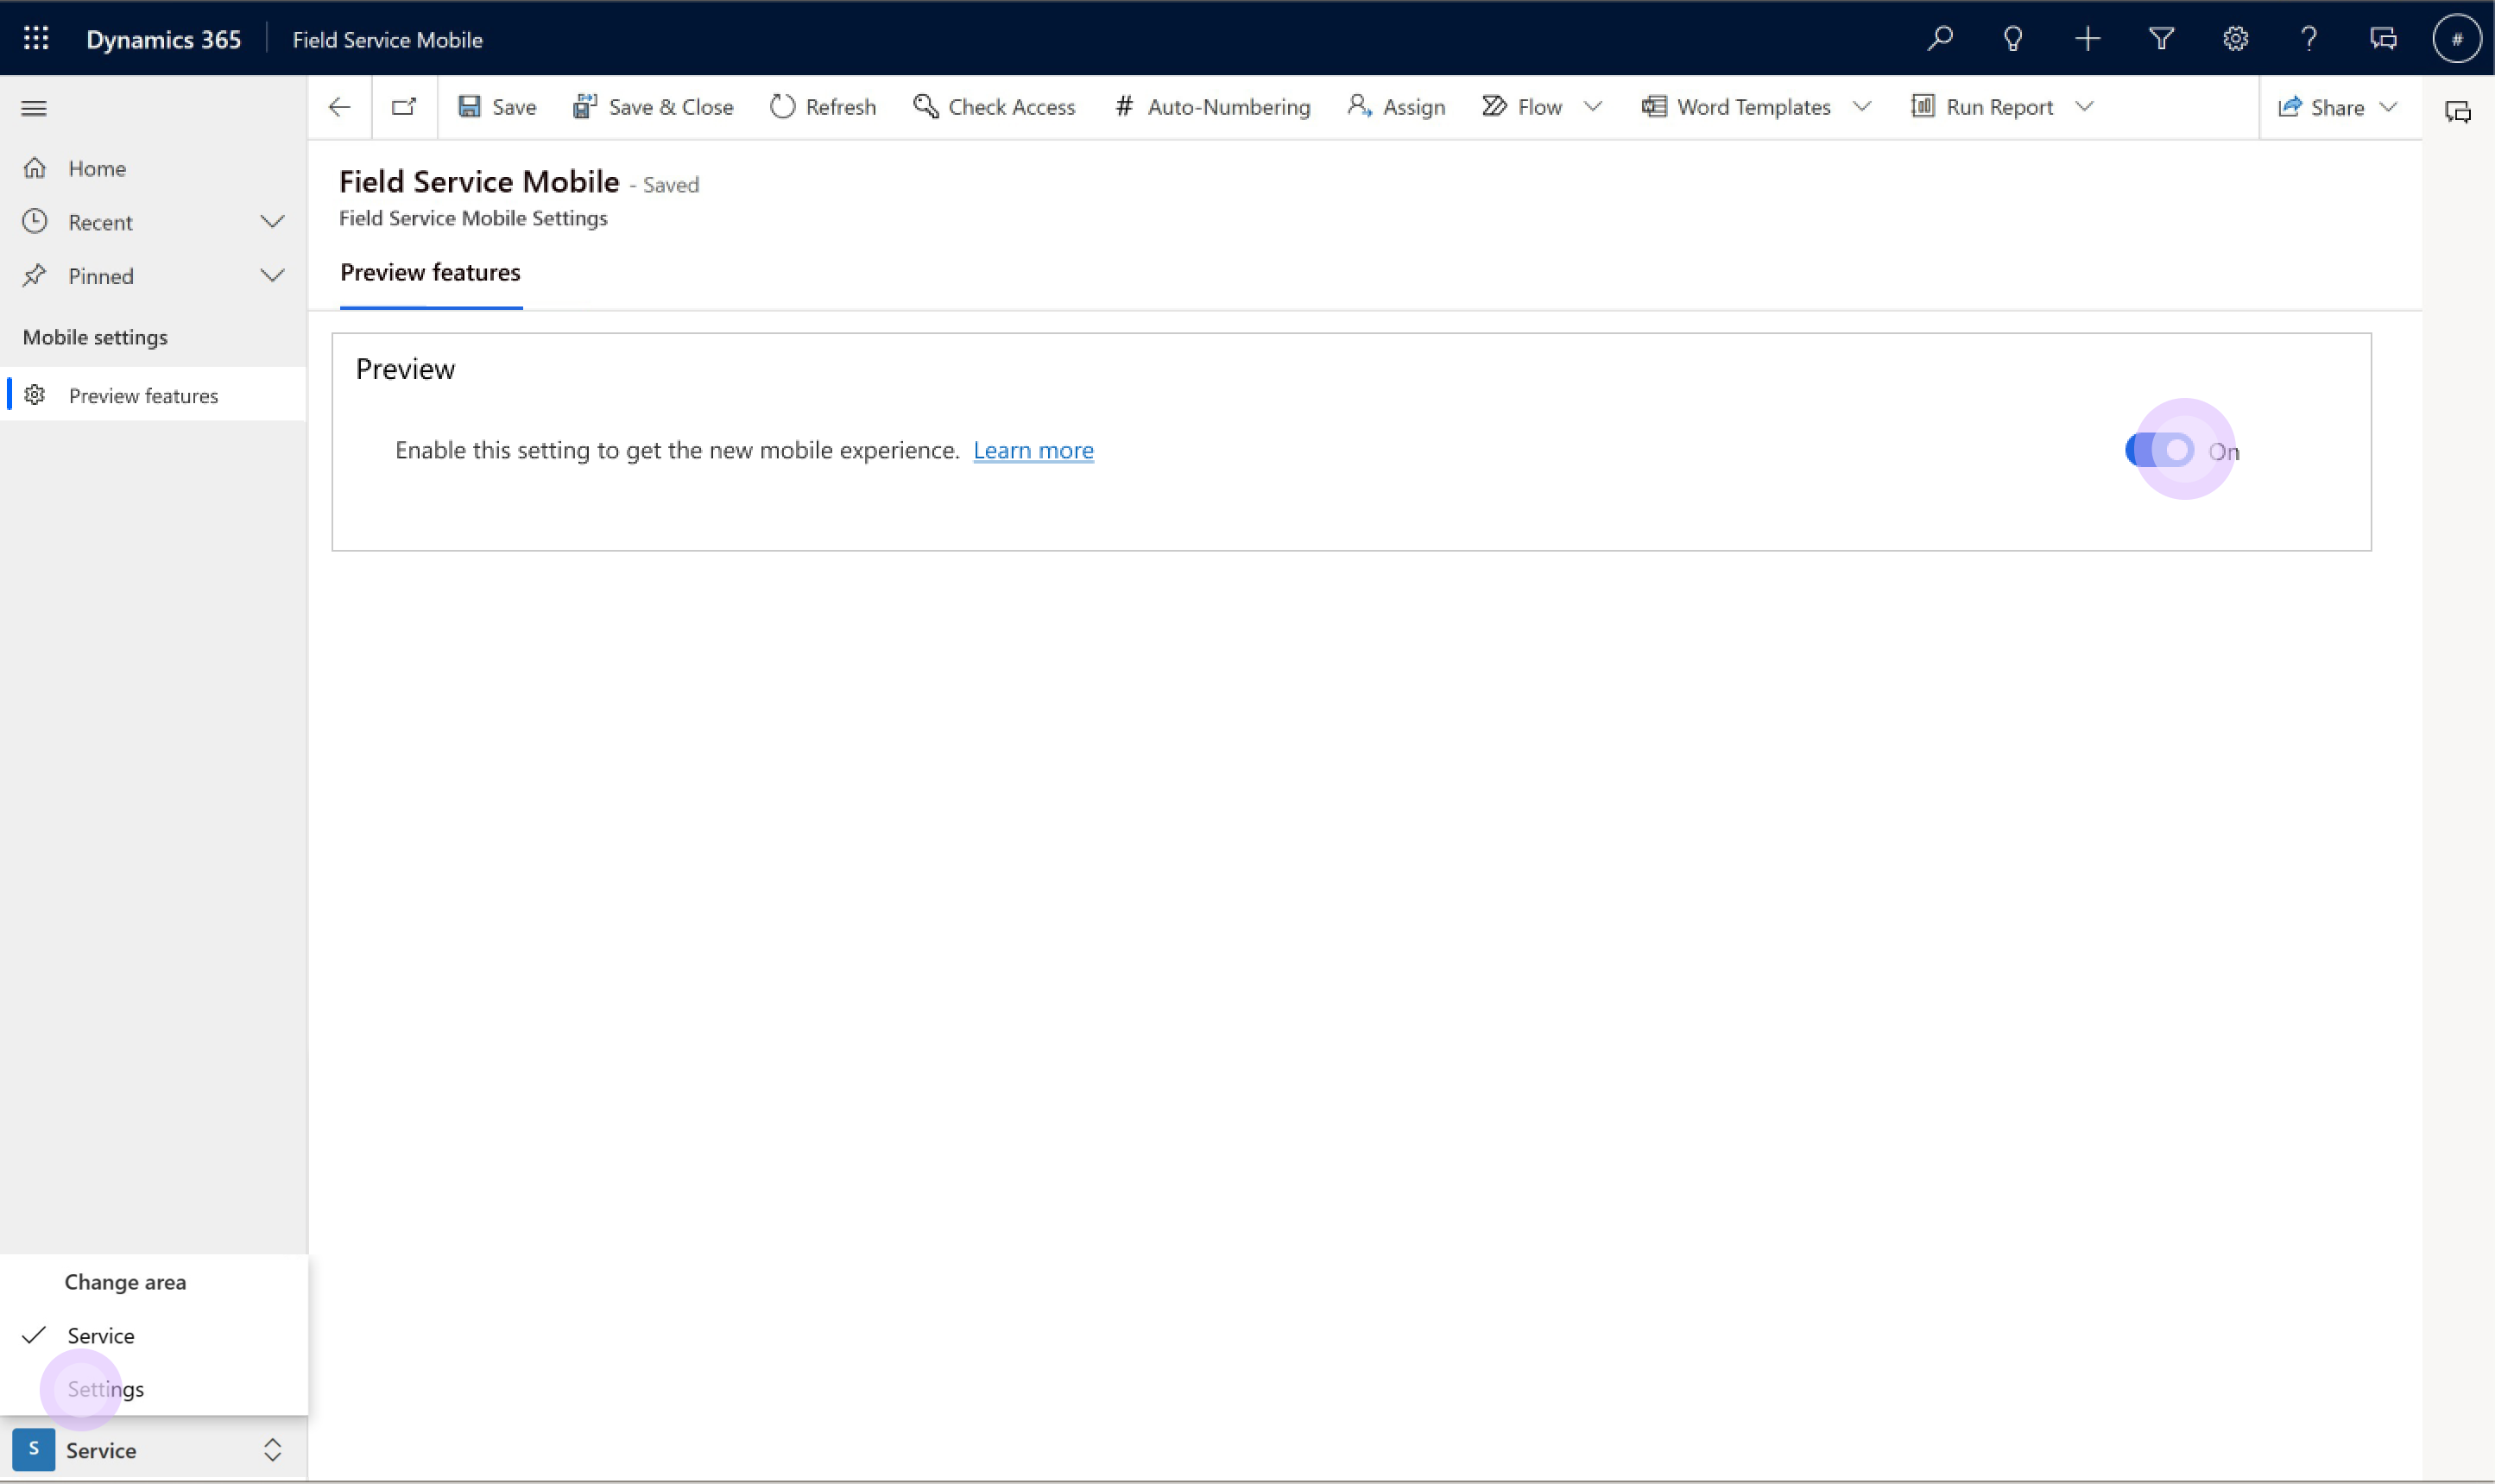 Dynamics 365 Field Service Mobile #
Save Save & Close Refresh Check Access # Auto-Numbering Assign Flow Word Templates Run Report Share
Home
Recent
Pinned
Mobile settings
Preview features
Field Service Mobile - Saved
Field Service Mobile Settings
Preview features
Preview
Enable this setting to get the new mobile experience. Learn more On
Change area
Service
Settings
S Service